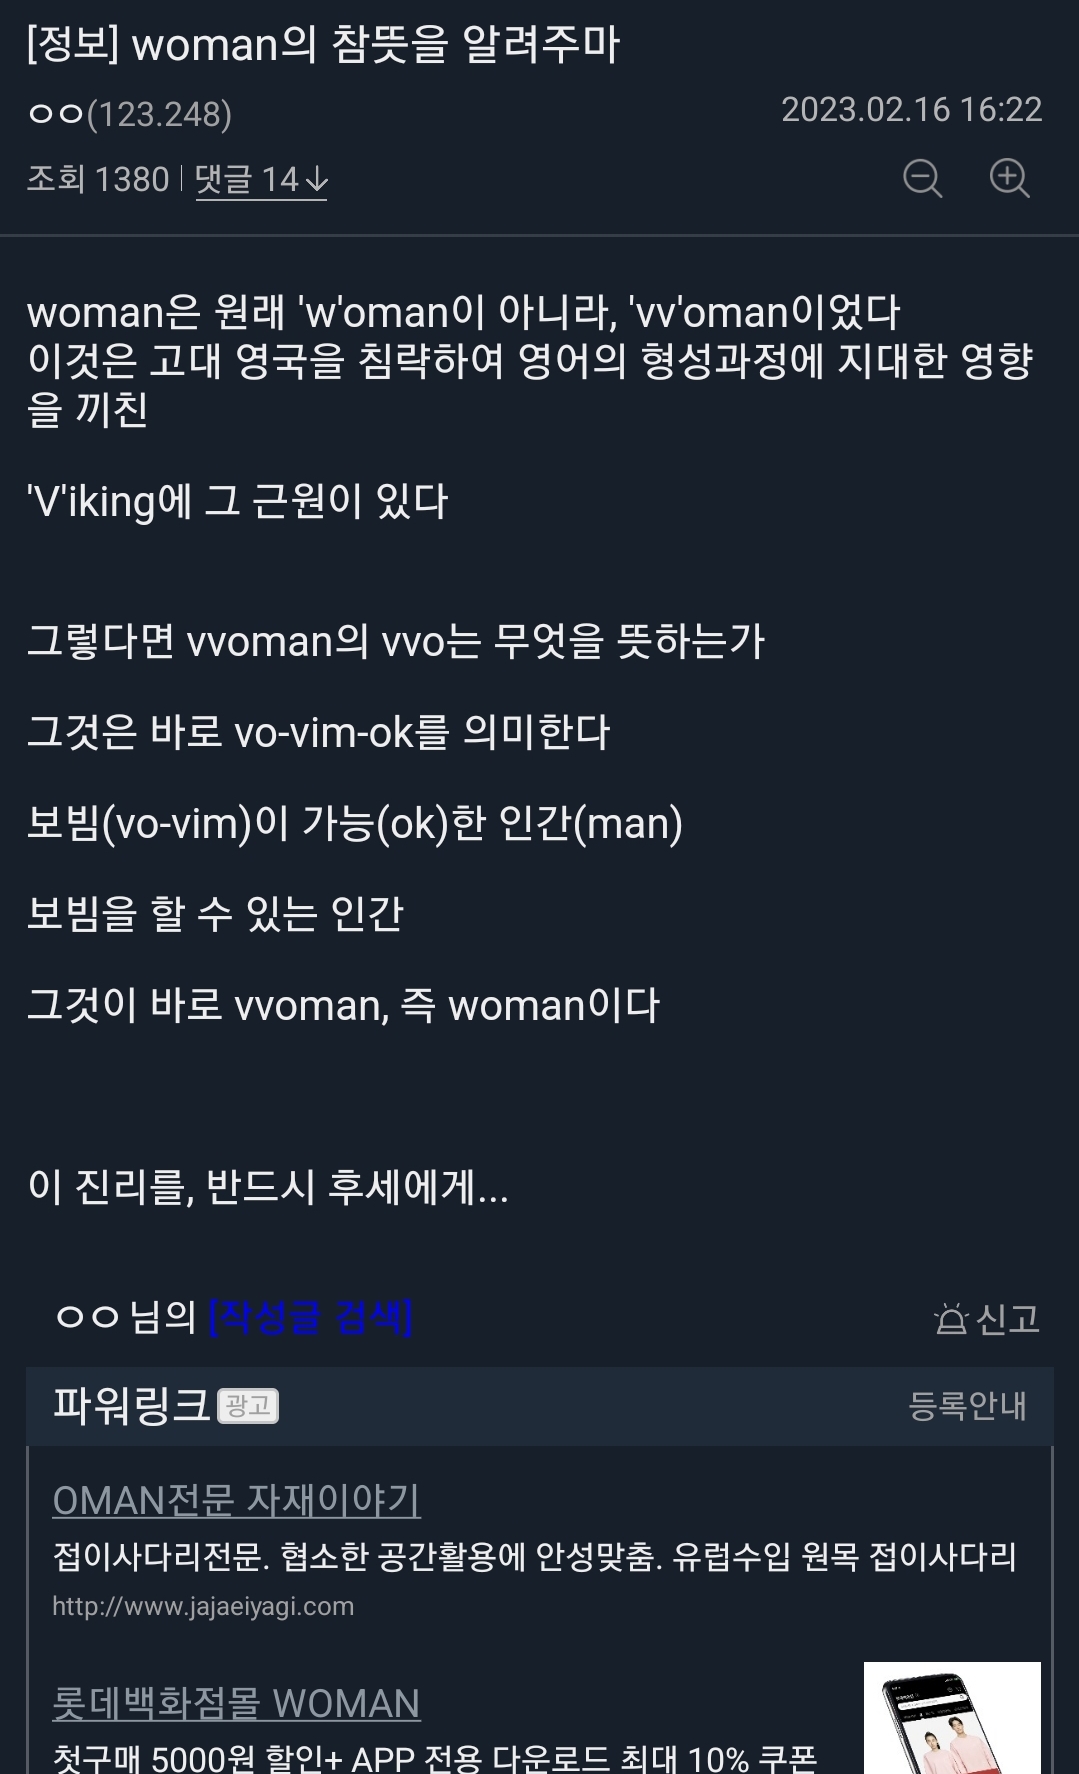 [정보] woman의 참뜻을 알려주마
ㅇㅇ(123.248)
2023.02.16 16:22
조회 1380 | 댓글 14↓
woman은 원래 'w'oman이 아니라, 'vv'oman이었다
이것은 고대 영국을 침략하여 영어의 형성과정에 지대한 영향
을 끼친
'V'iking에 그 근원이 있다
그렇다면 vvoman의 vvo는 무엇을 뜻하는가
그것은 바로 vo-vim-ok를 의미한다
보빔(vo-vim)이 가능(ok)한 인간(man)
보빔을 할 수 있는 인간
그것이 바로 vvoman, 즉 woman이다
이 진리를, 반드시 후세에게...
ㅇㅇ 님의 [작성글 검색]
신고
파워링크 광고
등록안내
OMAN전문 자재이야기
접이사다리전문. 협소한 공간활용에 안성맞춤. 유럽수입 원목 접이사다리
http://www.jajaeiyagi.com
롯데백화점몰 WOMAN
첫구매 5000원 할인+ APP 전용 다운로드 최대 10% 쿠폰